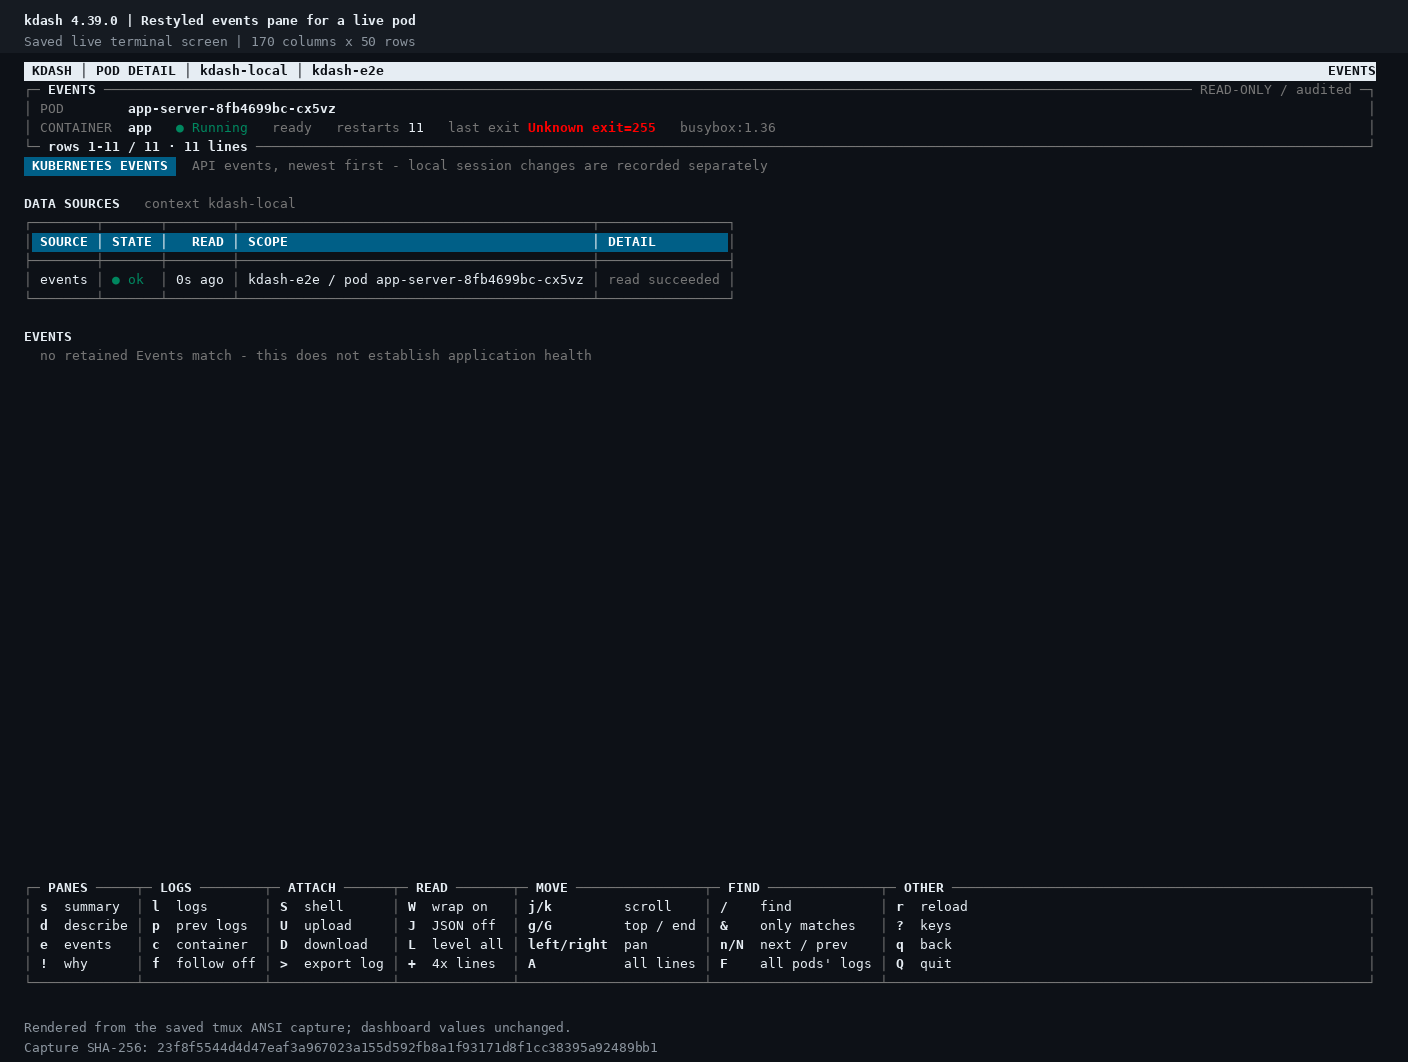 kdash 4.39.0 | Restyled events pane for a live pod
Saved live terminal screen | 170 columns x 50 rows
KDASH │ POD DETAIL │ kdash-local │ kdash-e2e EVENTS
EVENTS READ-ONLY / audited
POD app-server-8fb4699bc-cx5vz
CONTAINER app ● Running ready restarts 11 last exit Unknown exit=255 busybox:1.36
rows 1-11 / 11 · 11 lines
KUBERNETES EVENTS API events, newest first - local session changes are recorded separately
DATA SOURCES context kdash-local
SOURCE │ STATE │ READ │ SCOPE │ DETAIL
events │ ● ok │ 0s ago │ kdash-e2e / pod app-server-8fb4699bc-cx5vz │ read succeeded
EVENTS
no retained Events match - this does not establish application health
PANES LOGS ATTACH READ MOVE FIND OTHER
s summary │ l logs │ S shell │ W wrap on │ j/k scroll │ / find │ r reload
d describe │ p prev logs │ U upload │ J JSON off │ g/G top / end │ & only matches │ ? keys
e events │ c container │ D download │ L level all │ left/right pan │ n/N next / prev │ q back
! why │ f follow off │ > export log │ + 4x lines │ A all lines │ F all pods' logs │ Q quit
Rendered from the saved tmux ANSI capture; dashboard values unchanged.
Capture SHA-256: 23f8f5544d4d47eaf3a967023a155d592fb8a1f93171d8f1cc38395a92489bb1